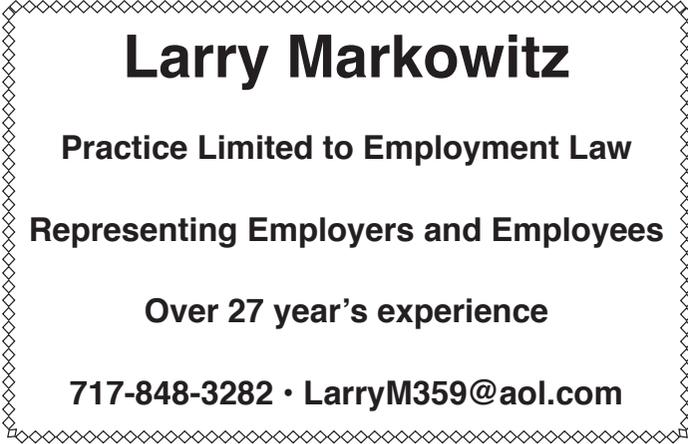 Larry Markowitz
Practice Limited to Employment Law
Representing Employers and Employees
Over 27 year’s experience
717-848-3282 • LarryM359@aol.com